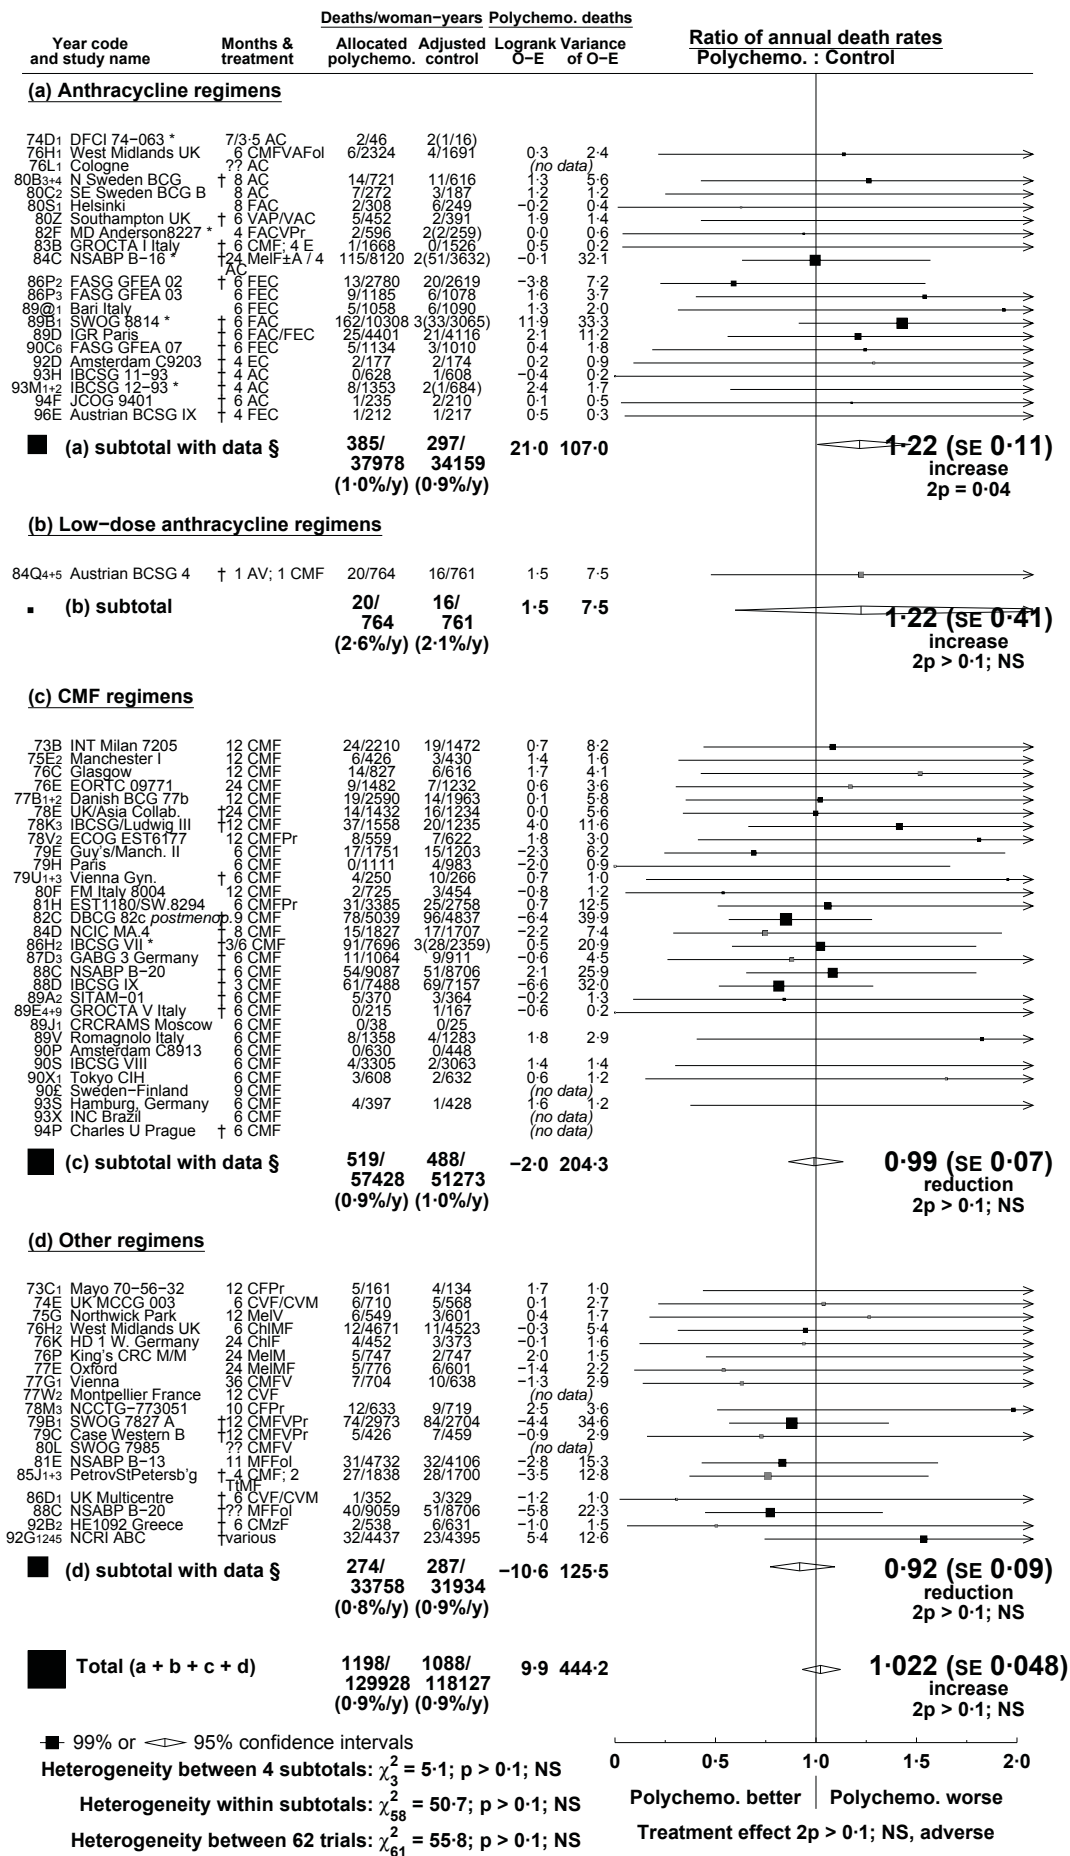 Deaths/woman−years Polychemo. deaths
Year code and study name Months & treatment Allocated polychemo. Adjusted control Logrank O−E Variance of O−E Ratio of annual death rates Polychemo. : Control
(a) Anthracycline regimens
74D1 DFCI 74−063 * 7/3·5 AC 2/46 2(1/16)
76H1 West Midlands UK 6 CMFVAFol 6/2324 4/1691 0·3 2·4
76L1 Cologne ?? AC (no data)
80B3+4 N Sweden BCG † 8 AC 14/721 11/616 1·3 5·6
80C2 SE Sweden BCG B 8 AC 7/272 3/187 1·2 1·2
80S1 Helsinki 8 FAC 2/308 6/249 −0·2 0·4
80Z Southampton UK † 6 VAP/VAC 5/452 2/391 1·9 1·4
82F MD Anderson8227 * † 4 FACVPr 2/596 2(2/259) 0·0 0·6
83B GROCTA I Italy † 6 CMF; 4 E 1/1668 0/1526 0·5 0·2
84C NSABP B−16 * †24 MelF±A / 4 AC 115/8120 2(51/3632) −0·1 32·1
86P2 FASG GFEA 02 † 6 FEC 13/2780 20/2619 −3·8 7·2
86P3 FASG GFEA 03 6 FEC 9/1185 6/1078 1·6 3·7
89@1 Bari Italy 6 FEC 5/1058 6/1090 1·3 2·0
89B1 SWOG 8814 * † 6 FAC 162/10308 3(33/3065) 11·9 33·3
89D IGR Paris † 6 FAC/FEC 25/4401 21/4116 2·1 11·2
90C6 FASG GFEA 07 † 6 FEC 5/1134 3/1010 0·4 1·8
92D Amsterdam C9203 † 4 EC 2/177 2/174 0·2 0·9
93H IBCSG 11−93 † 4 AC 0/628 1/608 −0·4 0·2
93M1+2 IBCSG 12−93 * † 4 AC 8/1353 2(1/684) 2·4 1·7
94F JCOG 9401 † 6 AC 1/235 2/210 0·1 0·5
96E Austrian BCSG IX † 4 FEC 1/212 1/217 0·5 0·3
(a) subtotal with data § 385/37978 (1·0%/y) 297/34159 (0·9%/y) 21·0 107·0 1·22 (SE 0·11)
increase
2p = 0·04
(b) Low−dose anthracycline regimens
84Q4+5 Austrian BCSG 4 † 1 AV; 1 CMF 20/764 16/761 1·5 7·5
(b) subtotal 20/764 (2·6%/y) 16/761 (2·1%/y) 1·5 7·5 1·22 (SE 0·41)
increase
2p > 0·1; NS
(c) CMF regimens
73B INT Milan 7205 12 CMF 24/2210 19/1472 0·7 8·2
75E2 Manchester I 12 CMF 6/426 3/430 1·4 1·6
76C Glasgow 12 CMF 14/827 6/616 1·7 4·1
76E EORTC 09771 24 CMF 9/1482 7/1232 0·6 3·6
77B1+2 Danish BCG 77b 12 CMF 19/2590 14/1963 0·1 5·8
78E UK/Asia Collab. †24 CMF 14/1432 16/1234 0·0 5·6
78K3 IBCSG/Ludwig III †12 CMF 37/1558 20/1235 4·0 11·6
78V2 ECOG EST6177 12 CMFPr 8/559 7/622 1·8 3·0
79E Guy's/Manch. II 6 CMF 17/1751 15/1203 −2·3 6·2
79H Paris 6 CMF 0/1111 4/983 −2·0 0·9
79U1+3 Vienna Gyn. † 6 CMF 4/250 10/266 0·7 1·0
80F FM Italy 8004 12 CMF 2/725 3/454 −0·8 1·2
81H EST1180/SW.8294 6 CMFPr 31/3385 25/2758 0·7 12·5
82C DBCG 82c postmenop. † 9 CMF 78/5039 96/4837 −6·4 39·9
84D NCIC MA.4 † 8 CMF 15/1827 17/1707 −2·2 7·4
86H2 IBCSG VII * †3/6 CMF 91/7696 3(28/2359) 0·5 20·9
87D3 GABG 3 Germany † 6 CMF 11/1064 9/911 −0·6 4·5
88C NSABP B−20 † 6 CMF 54/9087 51/8706 2·1 25·9
88D IBCSG IX † 3 CMF 61/7488 69/7157 −6·6 32·0
89A2 SITAM−01 † 6 CMF 5/370 3/364 −0·2 1·3
89E4+9 GROCTA V Italy † 6 CMF 0/215 1/167 −0·6 0·2
89J1 CRCRAMS Moscow 6 CMF 0/38 0/25
89V Romagnolo Italy 6 CMF 8/1358 4/1283 1·8 2·9
90P Amsterdam C8913 6 CMF 0/630 0/448
90S IBCSG VIII 6 CMF 4/3305 2/3063 1·4 1·4
90X1 Tokyo CIH 6 CMF 3/608 2/632 0·6 1·2
90£ Sweden−Finland 9 CMF (no data)
93S Hamburg, Germany 6 CMF 4/397 1/428 1·6 1·2
93X INC Brazil 6 CMF (no data)
94P Charles U Prague † 6 CMF (no data)
(c) subtotal with data § 519/57428 (0·9%/y) 488/51273 (1·0%/y) −2·0 204·3 0·99 (SE 0·07)
reduction
2p > 0·1; NS
(d) Other regimens
73C1 Mayo 70−56−32 12 CFPr 5/161 4/134 1·7 1·0
74E UK MCCG 003 6 CVF/CVM 6/710 5/568 0·1 2·7
75G Northwick Park 12 MelV 6/549 3/601 0·4 1·7
76H2 West Midlands UK 6 ChlMF 12/4671 11/4523 −0·3 5·4
76K HD 1 W. Germany 24 ChlF 4/452 3/373 −0·1 1·6
76P King's CRC M/M 24 MelM 5/747 2/747 2·0 1·5
77E Oxford 24 MelMF 5/776 6/601 −1·4 2·2
77G1 Vienna 36 CMFV 7/704 10/638 −1·3 2·9
77W2 Montpellier France 12 CVF (no data)
78M3 NCCTG−773051 10 CFPr 12/633 9/719 2·5 3·6
79B1 SWOG 7827 A †12 CMFVPr 74/2973 84/2704 −4·4 34·6
79C Case Western B †12 CMFVPr 5/426 7/459 −0·9 2·9
80L SWOG 7985 ?? CMFV (no data)
81E NSABP B−13 11 MFFol 31/4732 32/4106 −2·8 15·3
85J1+3 PetrovStPetersb'g † 4 CMF; 2 TtMF 27/1838 28/1700 −3·5 12·8
86D1 UK Multicentre † 6 CVF/CVM 1/352 3/329 −1·2 1·0
88C NSABP B−20 †?? MFFol 40/9059 51/8706 −5·8 22·3
92B2 HE1092 Greece † 6 CMzF 2/538 6/631 −1·0 1·5
92G1245 NCRI ABC †various 32/4437 23/4395 5·4 12·6
(d) subtotal with data § 274/33758 (0·8%/y) 287/31934 (0·9%/y) −10·6 125·5 0·92 (SE 0·09)
reduction
2p > 0·1; NS
Total (a + b + c + d) 1198/129928 (0·9%/y) 1088/118127 (0·9%/y) 9·9 444·2 1·022 (SE 0·048)
increase
2p > 0·1; NS
99% or 95% confidence intervals
0 0·5 1·0 1·5 2·0
Heterogeneity between 4 subtotals: χ²₃ = 5·1; p > 0·1; NS
Polychemo. better Polychemo. worse
Heterogeneity within subtotals: χ²₅₈ = 50·7; p > 0·1; NS
Treatment effect 2p > 0·1; NS, adverse
Heterogeneity between 62 trials: χ²₆₁ = 55·8; p > 0·1; NS